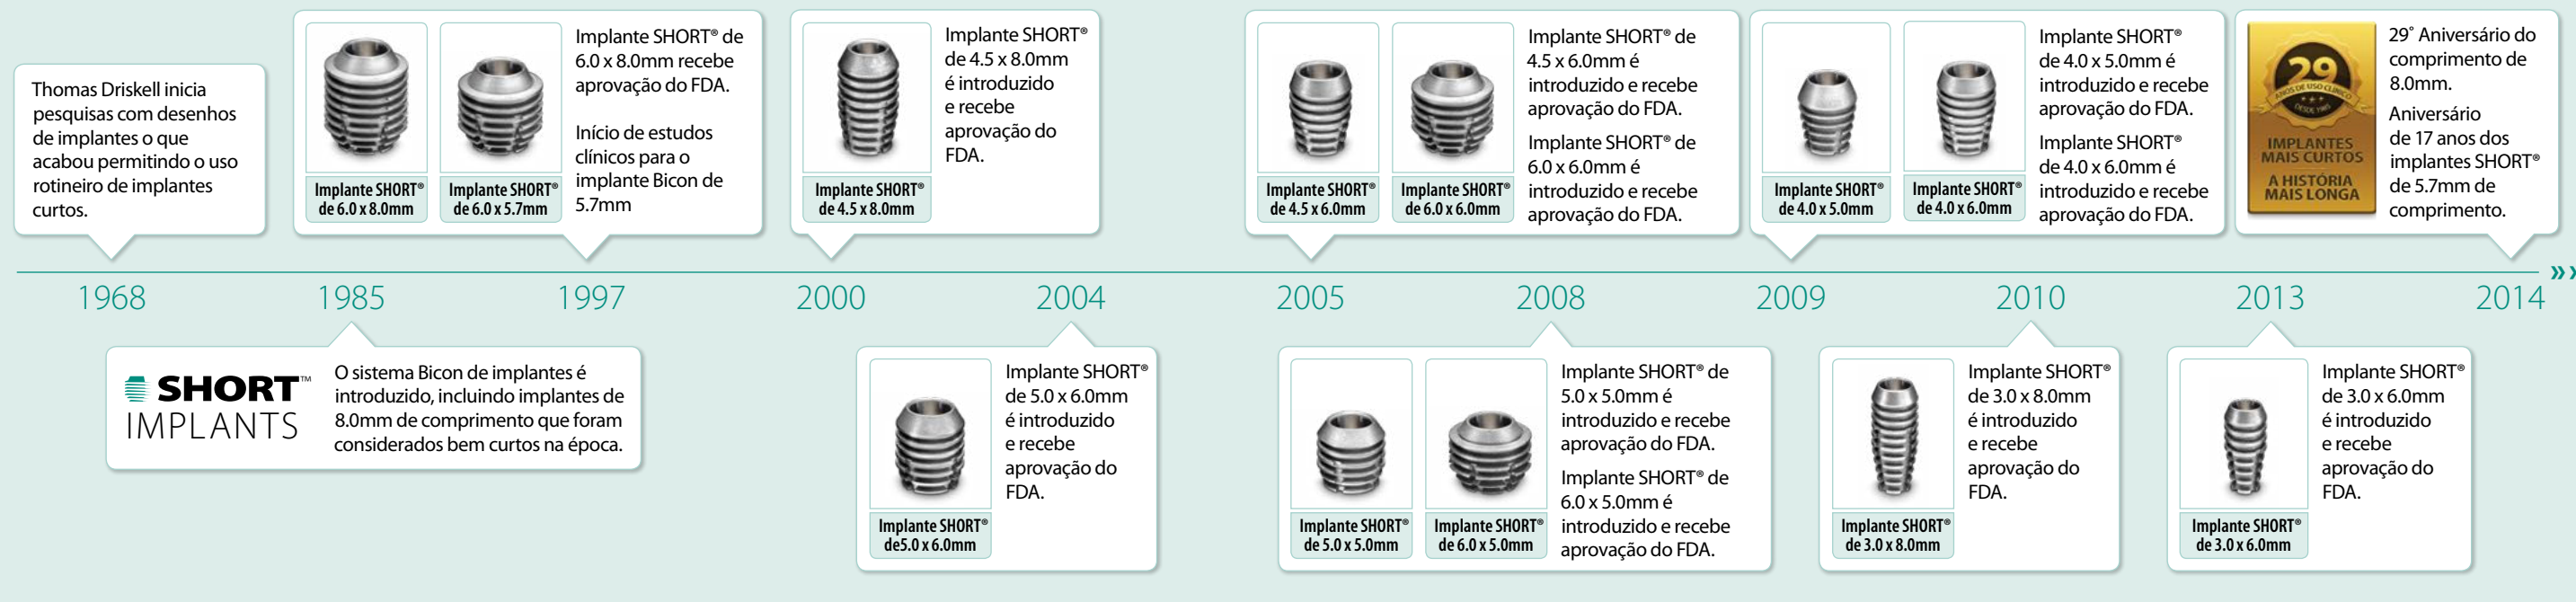 Thomas Driskell inicia
pesquisas com desenhos
de implantes o que
acabou permitindo o uso
rotineiro de implantes
curtos.
Implante SHORT®
de 6.0 x 8.0mm
Implante SHORT®
de 6.0 x 5.7mm
Implante SHORT® de
6.0 x 8.0mm recebe
aprovação do FDA.
Início de estudos
clínicos para o
implante Bicon de
5.7mm
Implante SHORT®
de 4.5 x 8.0mm
Implante SHORT®
de 4.5 x 8.0mm
é introduzido
e recebe
aprovação do
FDA.
Implante SHORT®
de 4.5 x 6.0mm
Implante SHORT®
de 6.0 x 6.0mm
Implante SHORT® de
4.5 x 6.0mm é
introduzido e recebe
aprovação do FDA.
Implante SHORT® de
6.0 x 6.0mm é
introduzido e recebe
aprovação do FDA.
Implante SHORT®
de 4.0 x 5.0mm
Implante SHORT®
de 4.0 x 6.0mm
Implante SHORT®
de 4.0 x 5.0mm é
introduzido e recebe
aprovação do FDA.
Implante SHORT®
de 4.0 x 6.0mm é
introduzido e recebe
aprovação do FDA.
29
ANOS DE USO CLÍNICO
DESDE 1985
IMPLANTES
MAIS CURTOS
A HISTÓRIA
MAIS LONGA
29° Aniversário do
comprimento de
8.0mm.
Aniversário
de 17 anos dos
implantes SHORT®
de 5.7mm de
comprimento.
1968 1985 1997 2000 2004 2005 2008 2009 2010 2013 2014
SHORT™
IMPLANTS
O sistema Bicon de implantes é
introduzido, incluindo implantes de
8.0mm de comprimento que foram
considerados bem curtos na época.
Implante SHORT®
de5.0 x 6.0mm
Implante SHORT®
de 5.0 x 6.0mm
é introduzido
e recebe
aprovação do
FDA.
Implante SHORT®
de 5.0 x 5.0mm
Implante SHORT®
de 6.0 x 5.0mm
Implante SHORT® de
5.0 x 5.0mm é
introduzido e recebe
aprovação do FDA.
Implante SHORT® de
6.0 x 5.0mm é
introduzido e recebe
aprovação do FDA.
Implante SHORT®
de 3.0 x 8.0mm
Implante SHORT®
de 3.0 x 8.0mm
é introduzido
e recebe
aprovação do
FDA.
Implante SHORT®
de 3.0 x 6.0mm
Implante SHORT®
de 3.0 x 6.0mm
é introduzido
e recebe
aprovação do
FDA.